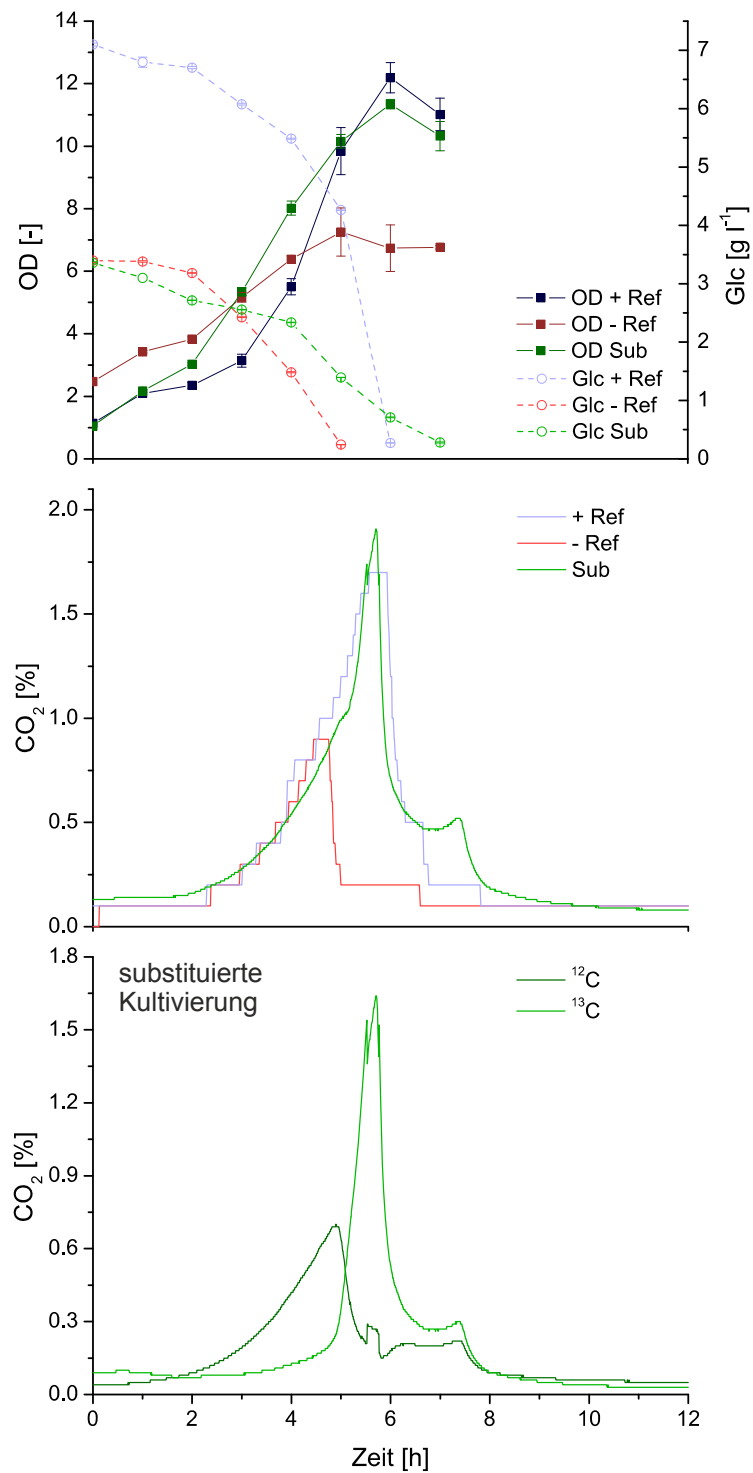 14
12
10
8
6
4
2
0
OD [-]
7
6
5
4
3
2
1
0
Glc [g l⁻¹]
OD + Ref
OD - Ref
OD Sub
Glc + Ref
Glc - Ref
Glc Sub
2.0
1.5
1.0
0.5
0.0
CO₂ [%]
+ Ref
- Ref
Sub
1.8
1.5
1.2
0.9
0.6
0.3
0.0
CO₂ [%]
substituierte
Kultivierung
¹²C
¹³C
0 2 4 6 8 10 12
Zeit [h]